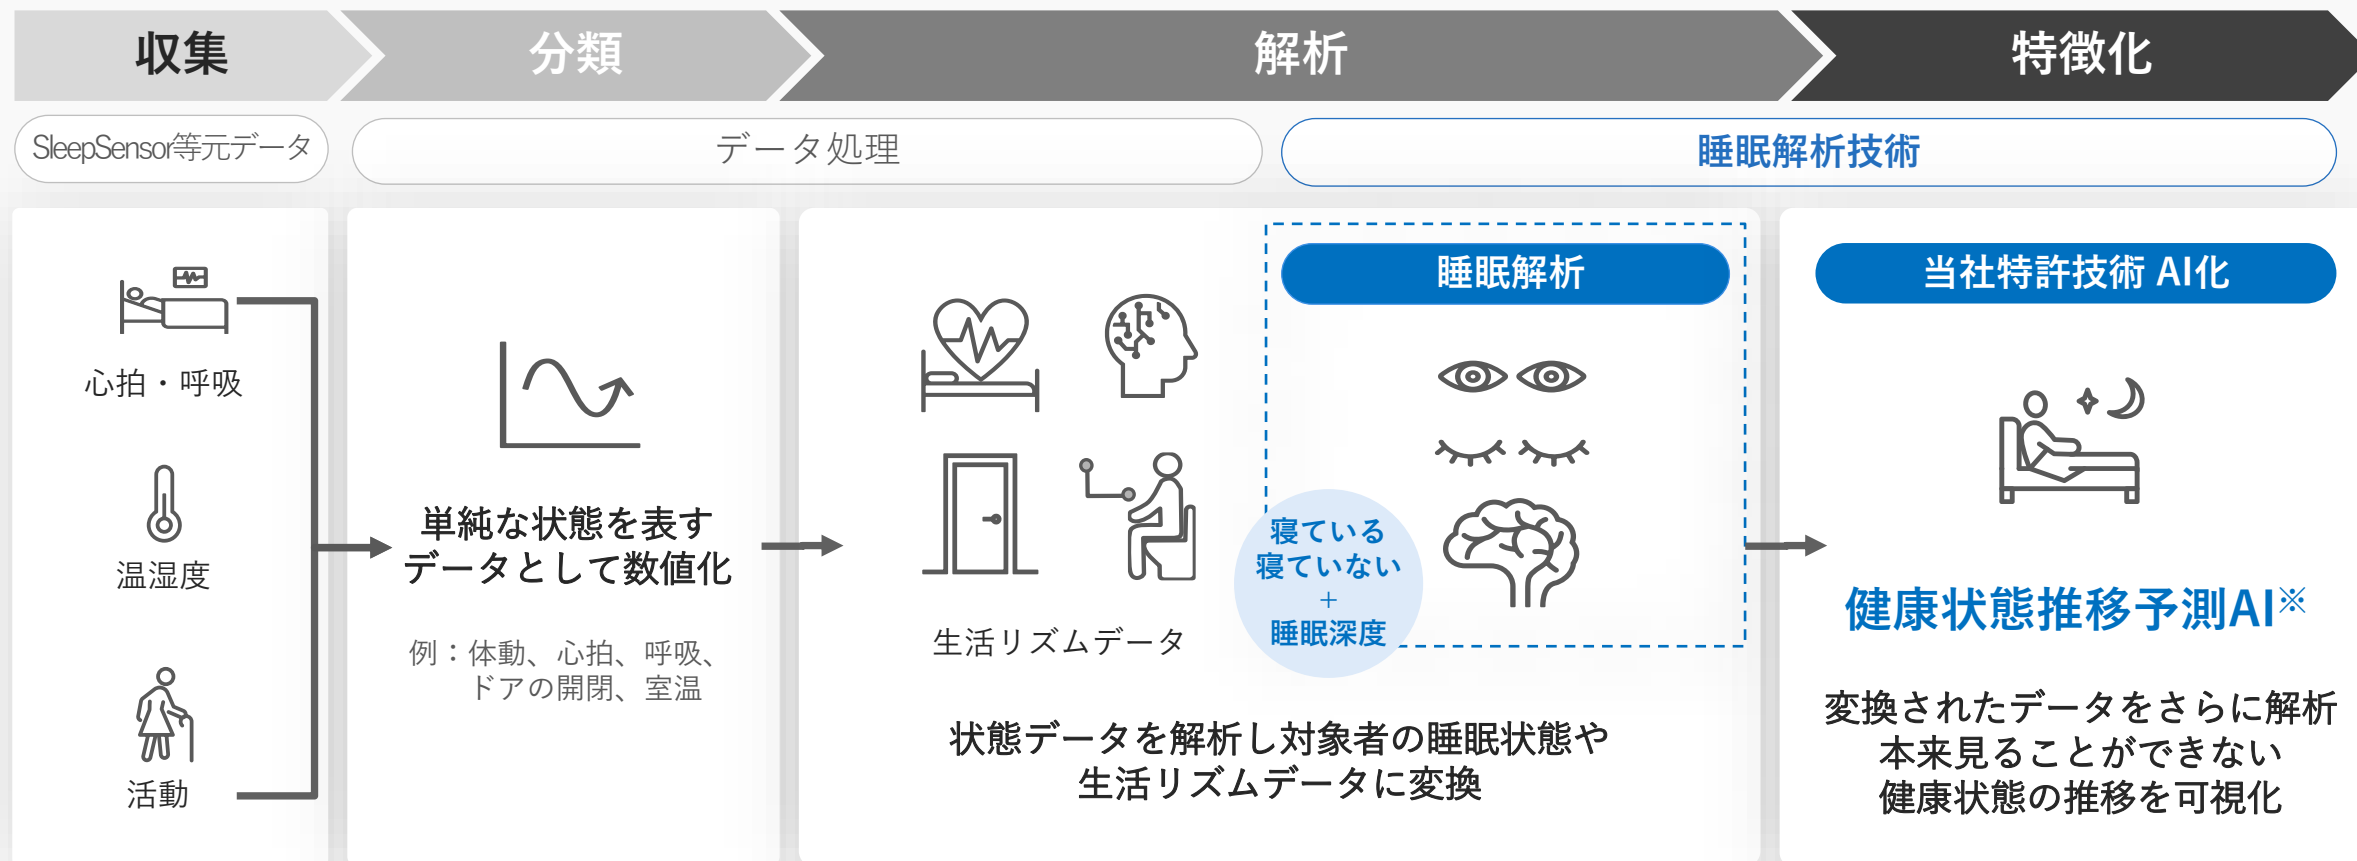 収集
分類
解析
特徴化
SleepSensor等元データ
データ処理
睡眠解析技術
心拍・呼吸
温湿度
活動
単純な状態を表す
データとして数値化
例：体動、心拍、呼吸、
ドアの開閉、室温
生活リズムデータ
睡眠解析
寝ている
寝ていない
+
睡眠深度
状態データを解析し対象者の睡眠状態や
生活リズムデータに変換
当社特許技術 AI化
健康状態推移予測AI※
変換されたデータをさらに解析
本来見ることができない
健康状態の推移を可視化